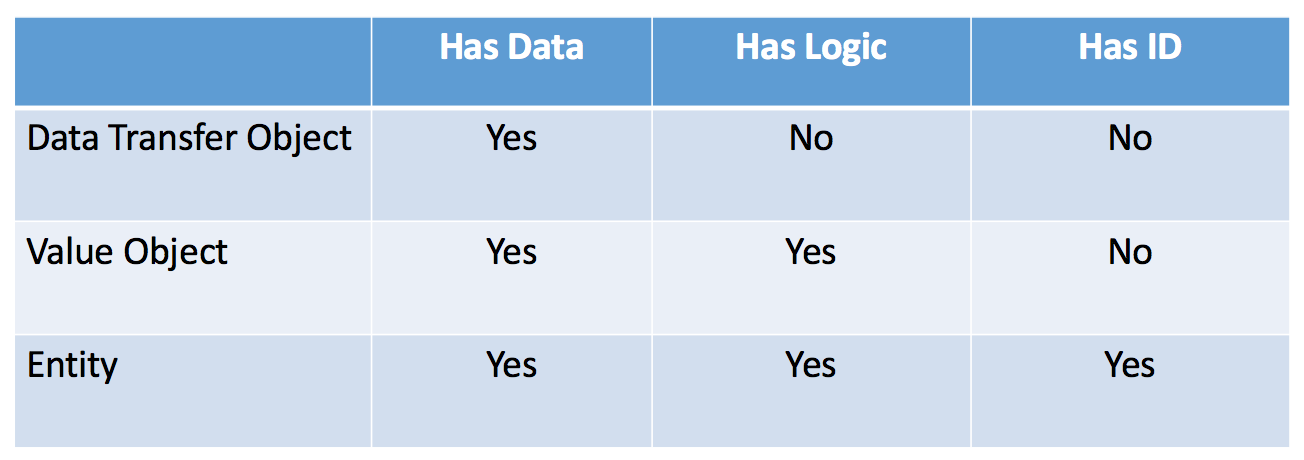 Has Data Has Logic Has ID
Data Transfer Object Yes No No
Value Object Yes Yes No
Entity Yes Yes Yes